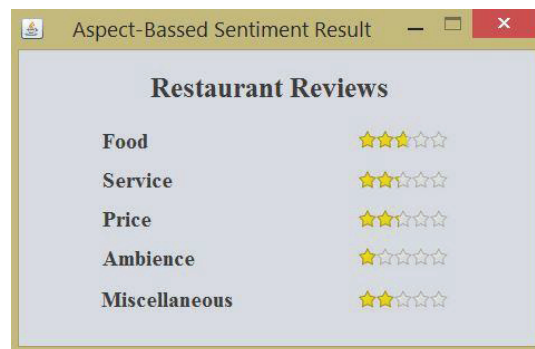 Aspect-Bassed Sentiment Result
Restaurant Reviews
Food
Service
Price
Ambience
Miscellaneous